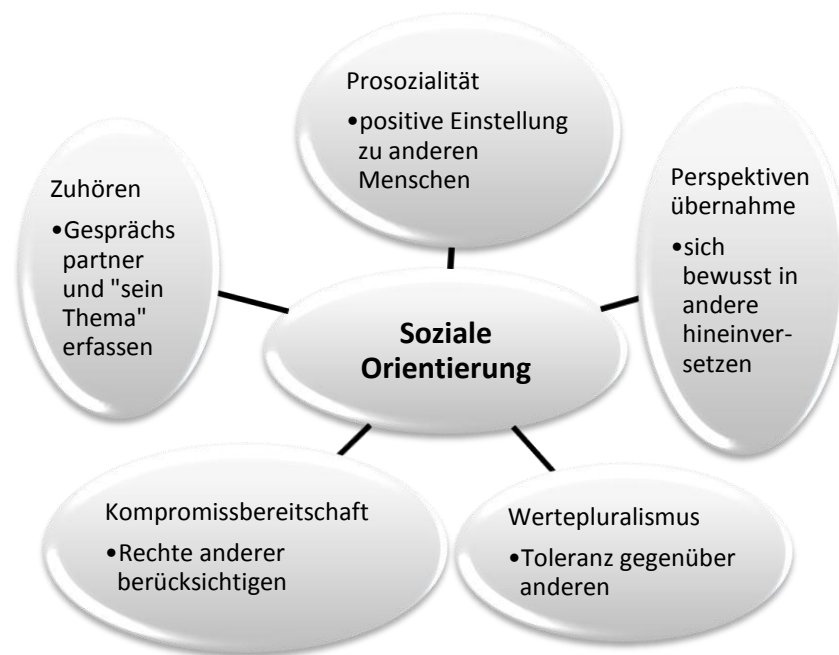 Prosozialität
•positive Einstellung
zu anderen
Menschen
Zuhören
•Gesprächs
partner
und "sein
Thema"
erfassen
Perspektiven
übernahme
•sich
bewusst in
andere
hineinver-
setzen
Soziale
Orientierung
Kompromissbereitschaft
•Rechte anderer
berücksichtigen
Wertepluralismus
•Toleranz gegenüber
anderen